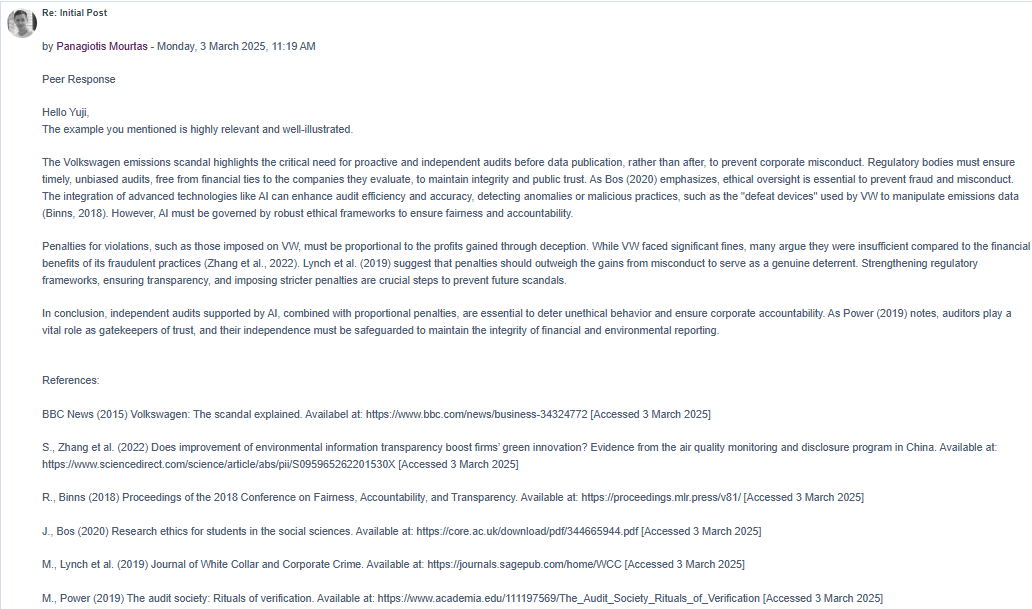 Re: Initial Post
by Panagiotis Mourtas - Monday, 3 March 2025, 11:19 AM
Peer Response
Hello Yuji,
The example you mentioned is highly relevant and well-illustrated.
The Volkswagen emissions scandal highlights the critical need for proactive and independent audits before data publication, rather than after, to prevent corporate misconduct. Regulatory bodies must ensure
timely, unbiased audits, free from financial ties to the companies they evaluate, to maintain integrity and public trust. As Bos (2020) emphasizes, ethical oversight is essential to prevent fraud and misconduct.
The integration of advanced technologies like AI can enhance audit efficiency and accuracy, detecting anomalies or malicious practices, such as the "defeat devices" used by VW to manipulate emissions data
(Binns, 2018). However, AI must be governed by robust ethical frameworks to ensure fairness and accountability.
Penalties for violations, such as those imposed on VW, must be proportional to the profits gained through deception. While VW faced significant fines, many argue they were insufficient compared to the financial
benefits of its fraudulent practices (Zhang et al., 2022). Lynch et al. (2019) suggest that penalties should outweigh the gains from misconduct to serve as a genuine deterrent. Strengthening regulatory
frameworks, ensuring transparency, and imposing stricter penalties are crucial steps to prevent future scandals.
In conclusion, independent audits supported by AI, combined with proportional penalties, are essential to deter unethical behavior and ensure corporate accountability. As Power (2019) notes, auditors play a
vital role as gatekeepers of trust, and their independence must be safeguarded to maintain the integrity of financial and environmental reporting.
References:
BBC News (2015) Volkswagen: The scandal explained. Availabel at: https://www.bbc.com/news/business-34324772 [Accessed 3 March 2025]
S., Zhang et al. (2022) Does improvement of environmental information transparency boost firms' green innovation? Evidence from the air quality monitoring and disclosure program in China. Available at:
https://www.sciencedirect.com/science/article/abs/pii/S095965262201530X [Accessed 3 March 2025]
R., Binns (2018) Proceedings of the 2018 Conference on Fairness, Accountability, and Transparency. Available at: https://proceedings.mlr.press/v81/ [Accessed 3 March 2025]
J., Bos (2020) Research ethics for students in the social sciences. Available at: https://core.ac.uk/download/pdf/344665944.pdf [Accessed 3 March 2025]
M., Lynch et al. (2019) Journal of White Collar and Corporate Crime. Available at: https://journals.sagepub.com/home/WCC [Accessed 3 March 2025]
M., Power (2019) The audit society: Rituals of verification. Available at: https://www.academia.edu/111197569/The_Audit_Society_Rituals_of_Verification [Accessed 3 March 2025]